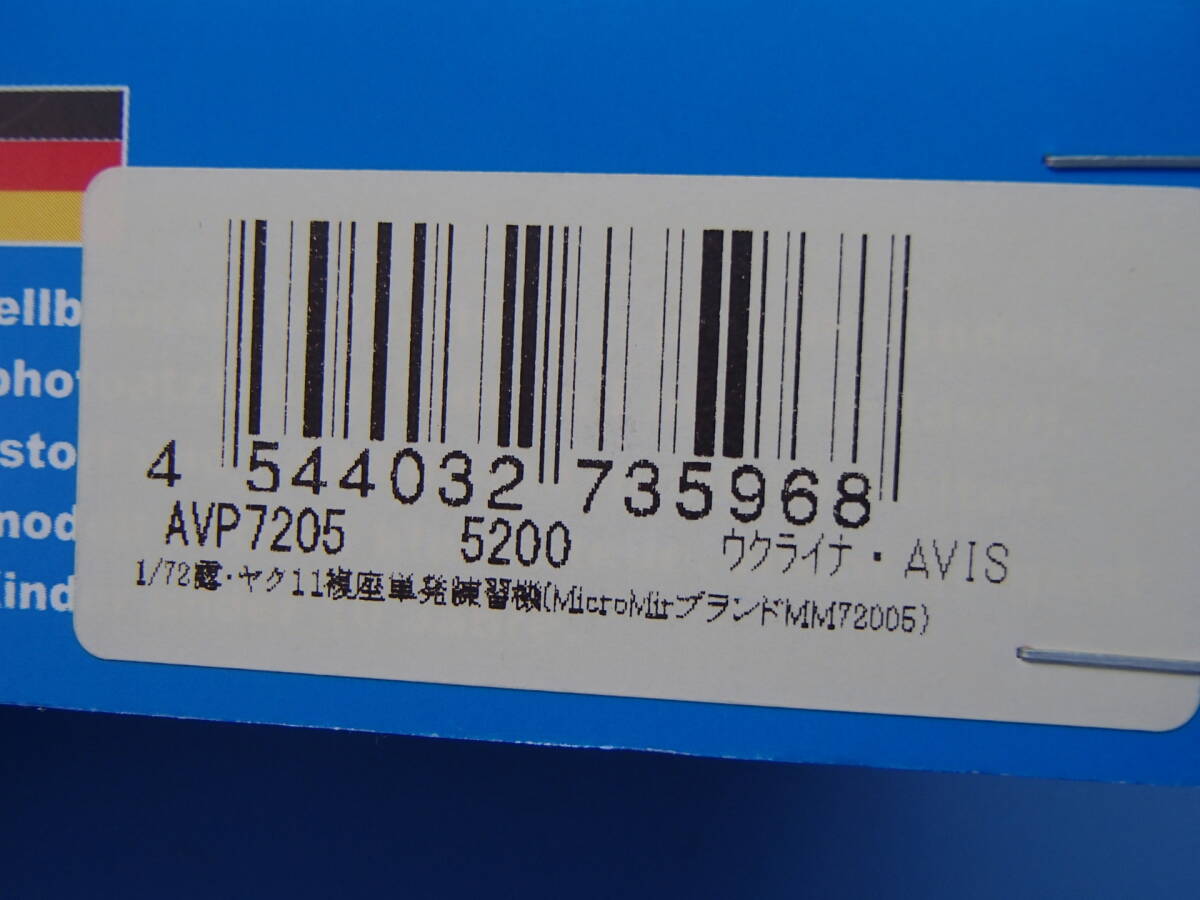 ellb
pho
sto
mod
kind
4 544032 735968
AVP7205 5200 ウクライナ・AVIS
1/72露・ヤク11複座単発練習機(MicroMirブランドMM72005)